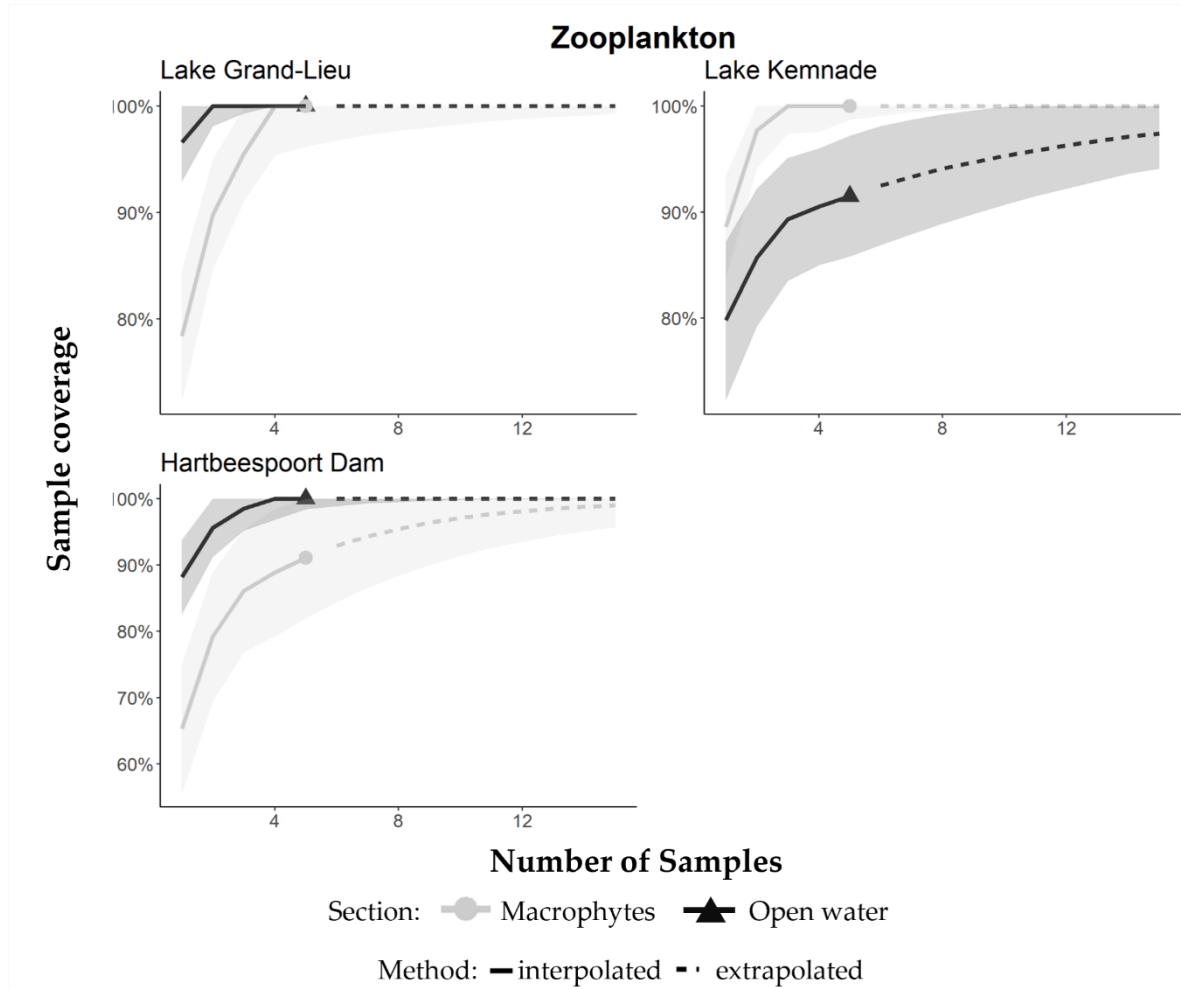 Zooplankton
Lake Grand-Lieu
100%
90%
80%
4 8 12
Lake Kemnade
100%
90%
80%
4 8 12
Hartbeespoort Dam
100%
90%
80%
70%
60%
4 8 12
Sample coverage
Number of Samples
Section: Macrophytes Open water
Method: interpolated extrapolated